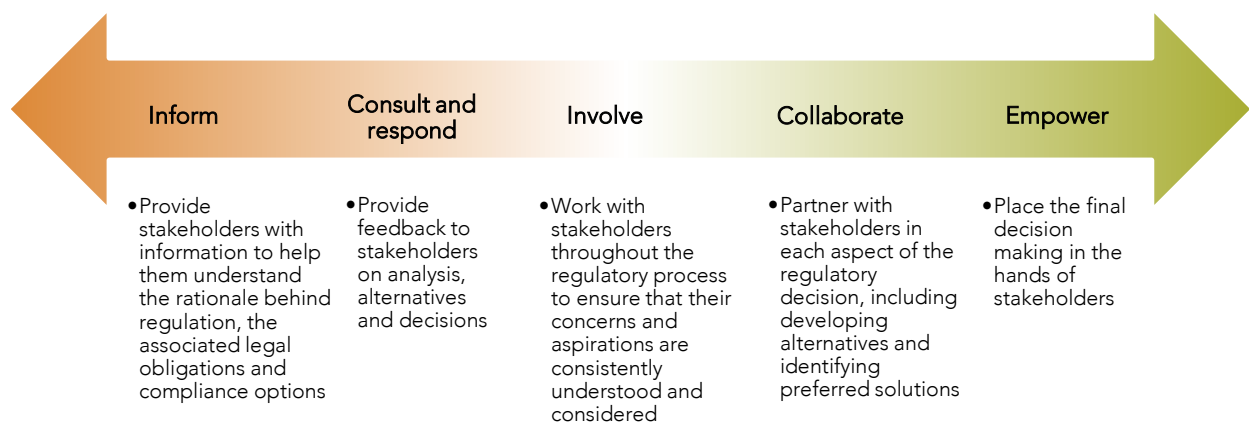 Inform
Consult and
respond
Involve
Collaborate
Empower
•Provide
stakeholders with
information to help
them understand
the rationale behind
regulation, the
associated legal
obligations and
compliance options
•Provide
feedback to
stakeholders
on analysis,
alternatives
and decisions
•Work with
stakeholders
throughout the
regulatory process
to ensure that their
concerns and
aspirations are
consistently
understood and
considered
•Partner with
stakeholders in
each aspect of the
regulatory
decision, including
developing
alternatives and
identifying
preferred solutions
•Place the final
decision
making in the
hands of
stakeholders